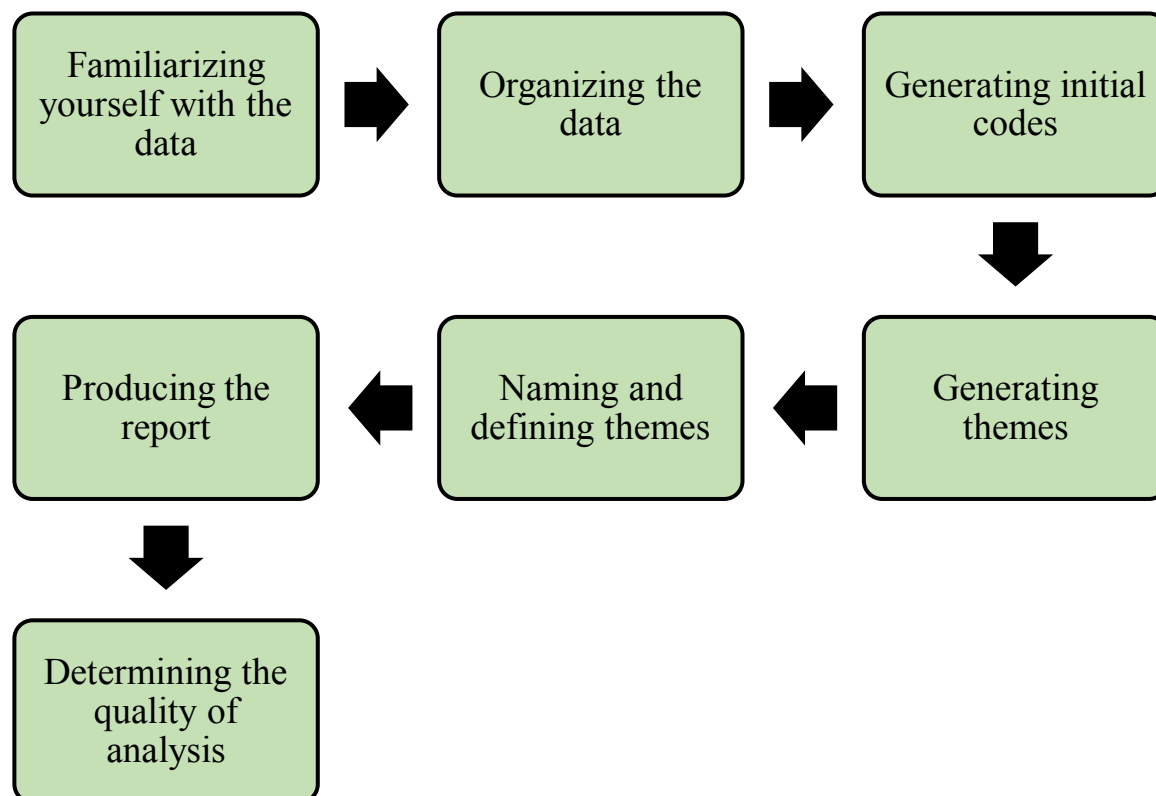 Familiarizing
yourself with the
data
Organizing the
data
Generating initial
codes
Generating
themes
Naming and
defining themes
Producing the
report
Determining the
quality of
analysis